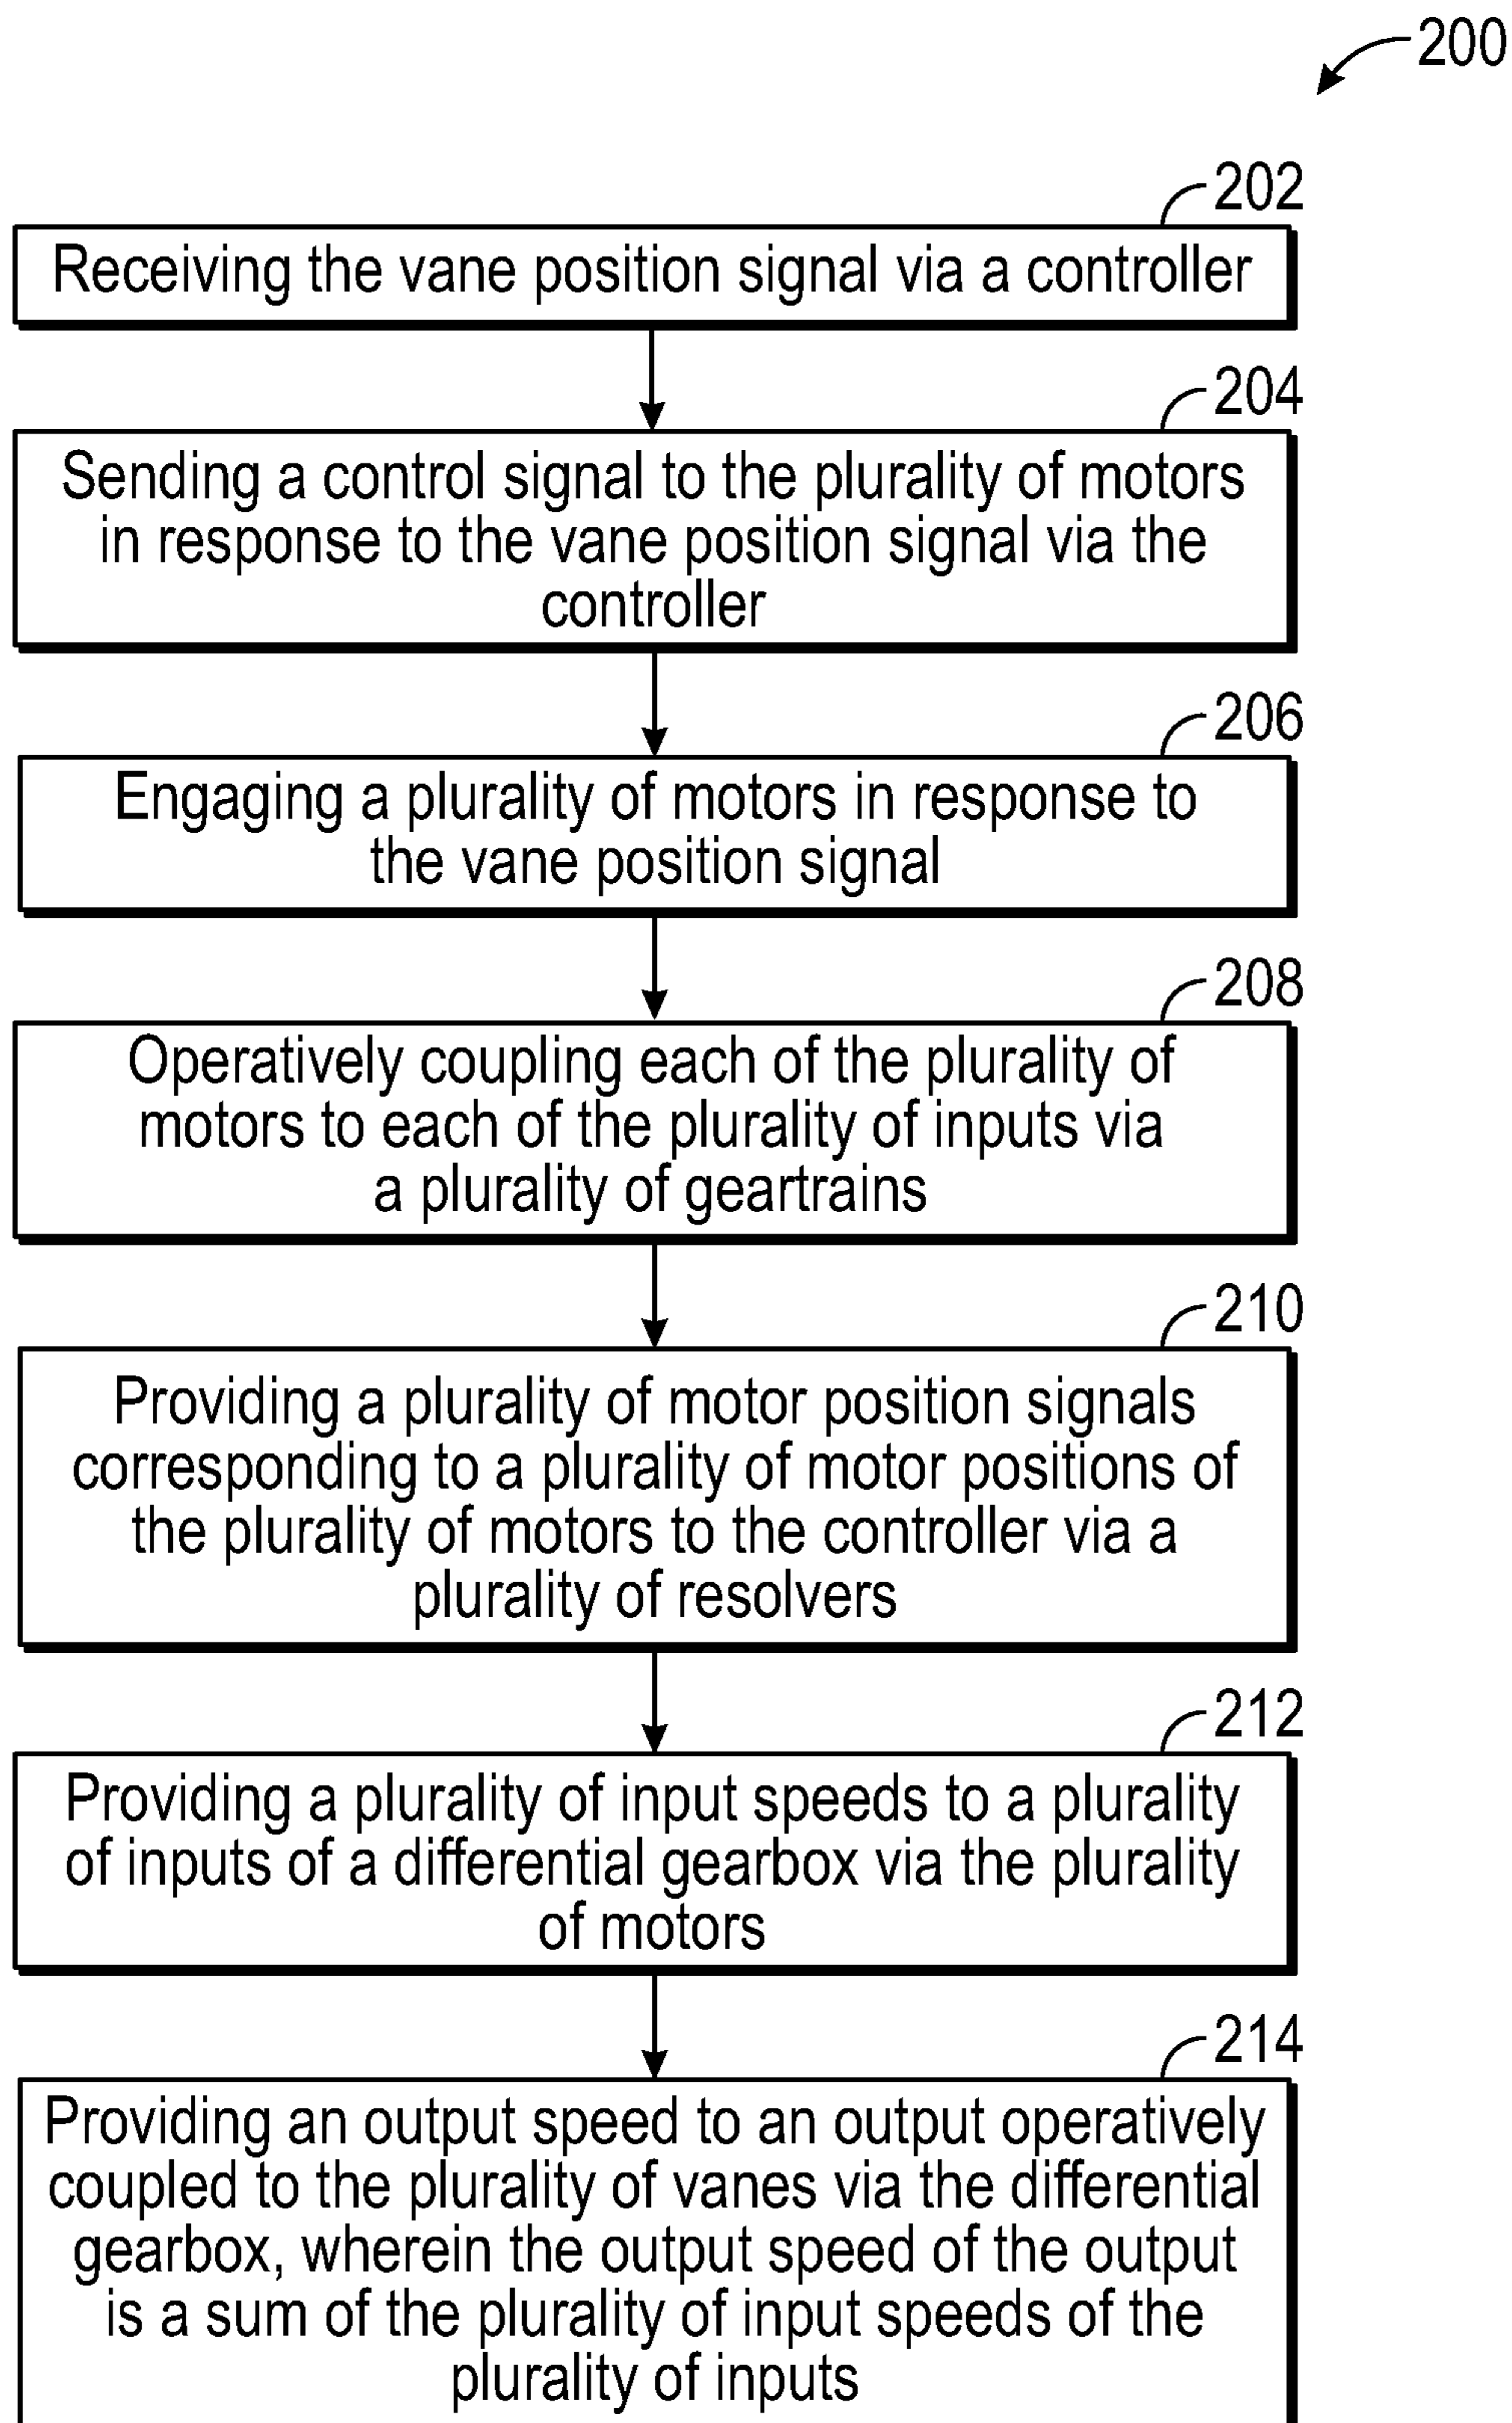 200
202
Receiving the vane position signal via a controller
204
Sending a control signal to the plurality of motors
in response to the vane position signal via the
controller
206
Engaging a plurality of motors in response to
the vane position signal
208
Operatively coupling each of the plurality of
motors to each of the plurality of inputs via
a plurality of geartrains
210
Providing a plurality of motor position signals
corresponding to a plurality of motor positions of
the plurality of motors to the controller via a
plurality of resolvers
212
Providing a plurality of input speeds to a plurality
of inputs of a differential gearbox via the plurality
of motors
214
Providing an output speed to an output operatively
coupled to the plurality of vanes via the differential
gearbox, wherein the output speed of the output
is a sum of the plurality of input speeds of the
plurality of inputs